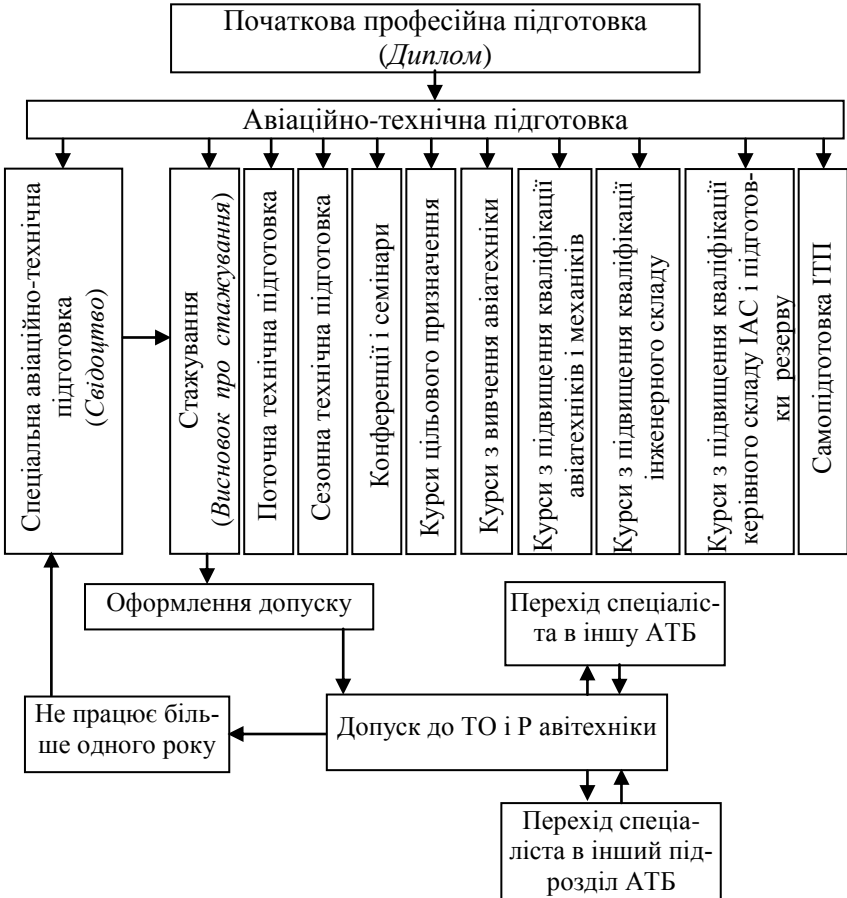 Початкова професійна підготовка
(Диплом)
Авіаційно-технічна підготовка
Спеціальна авіаційно-технічна
підготовка
(Свідоцтво)
Стажування
(Висновок про стажування)
Поточна технічна підготовка
Сезонна технічна підготовка
Конференції і семінари
Курси цільового призначення
Курси з вивчення авіатехніки
Курси з підвищення кваліфікації
авіатехніків і механіків
Курси з підвищення кваліфікації
інженерного складу
Курси з підвищення кваліфікації
керівного складу ІАС і підготов-
ки резерву
Самопідготовка ІТП
Оформлення допуску
Перехід спеціаліс-
та в іншу АТБ
Не працює біль-
ше одного року
Допуск до ТО і Р авітехніки
Перехід спеціа-
ліста в інший під-
розділ АТБ